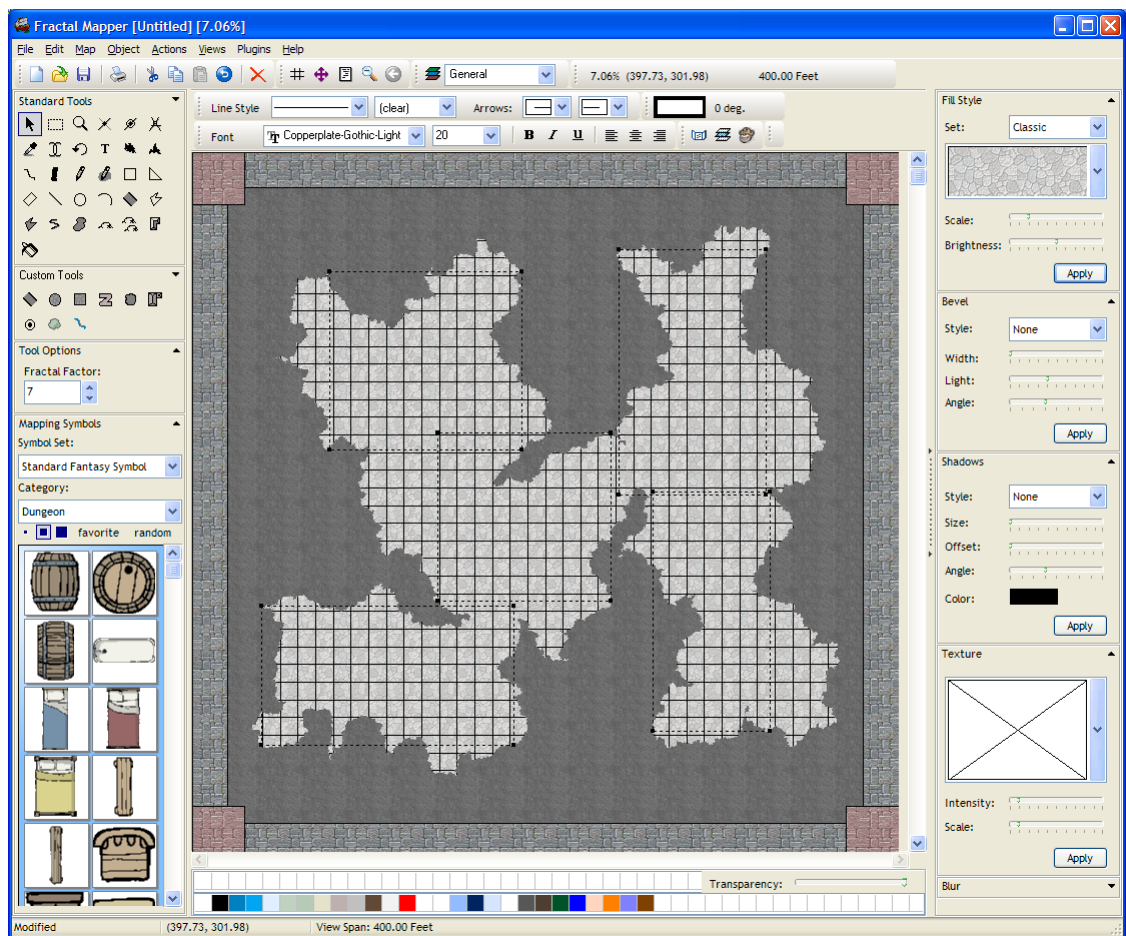 Fractal Mapper [Untitled] [7.06%]
File Edit Map Object Actions Views Plugins Help
General 7.06% (397.73, 301.98) 400.00 Feet
Standard Tools
Line Style (clear) Arrows: 0 deg.
Font Copperplate-Gothic-Light 20 B I U
Custom Tools
Tool Options
Fractal Factor:
7
Mapping Symbols
Symbol Set:
Standard Fantasy Symbol
Category:
Dungeon
favorite random
Fill Style
Set: Classic
Scale:
Brightness:
Apply
Bevel
Style: None
Width:
Light:
Angle:
Apply
Shadows
Style: None
Size:
Offset:
Angle:
Color:
Apply
Texture
Intensity:
Scale:
Apply
Blur
Transparency:
Modified (397.73, 301.98) View Span: 400.00 Feet